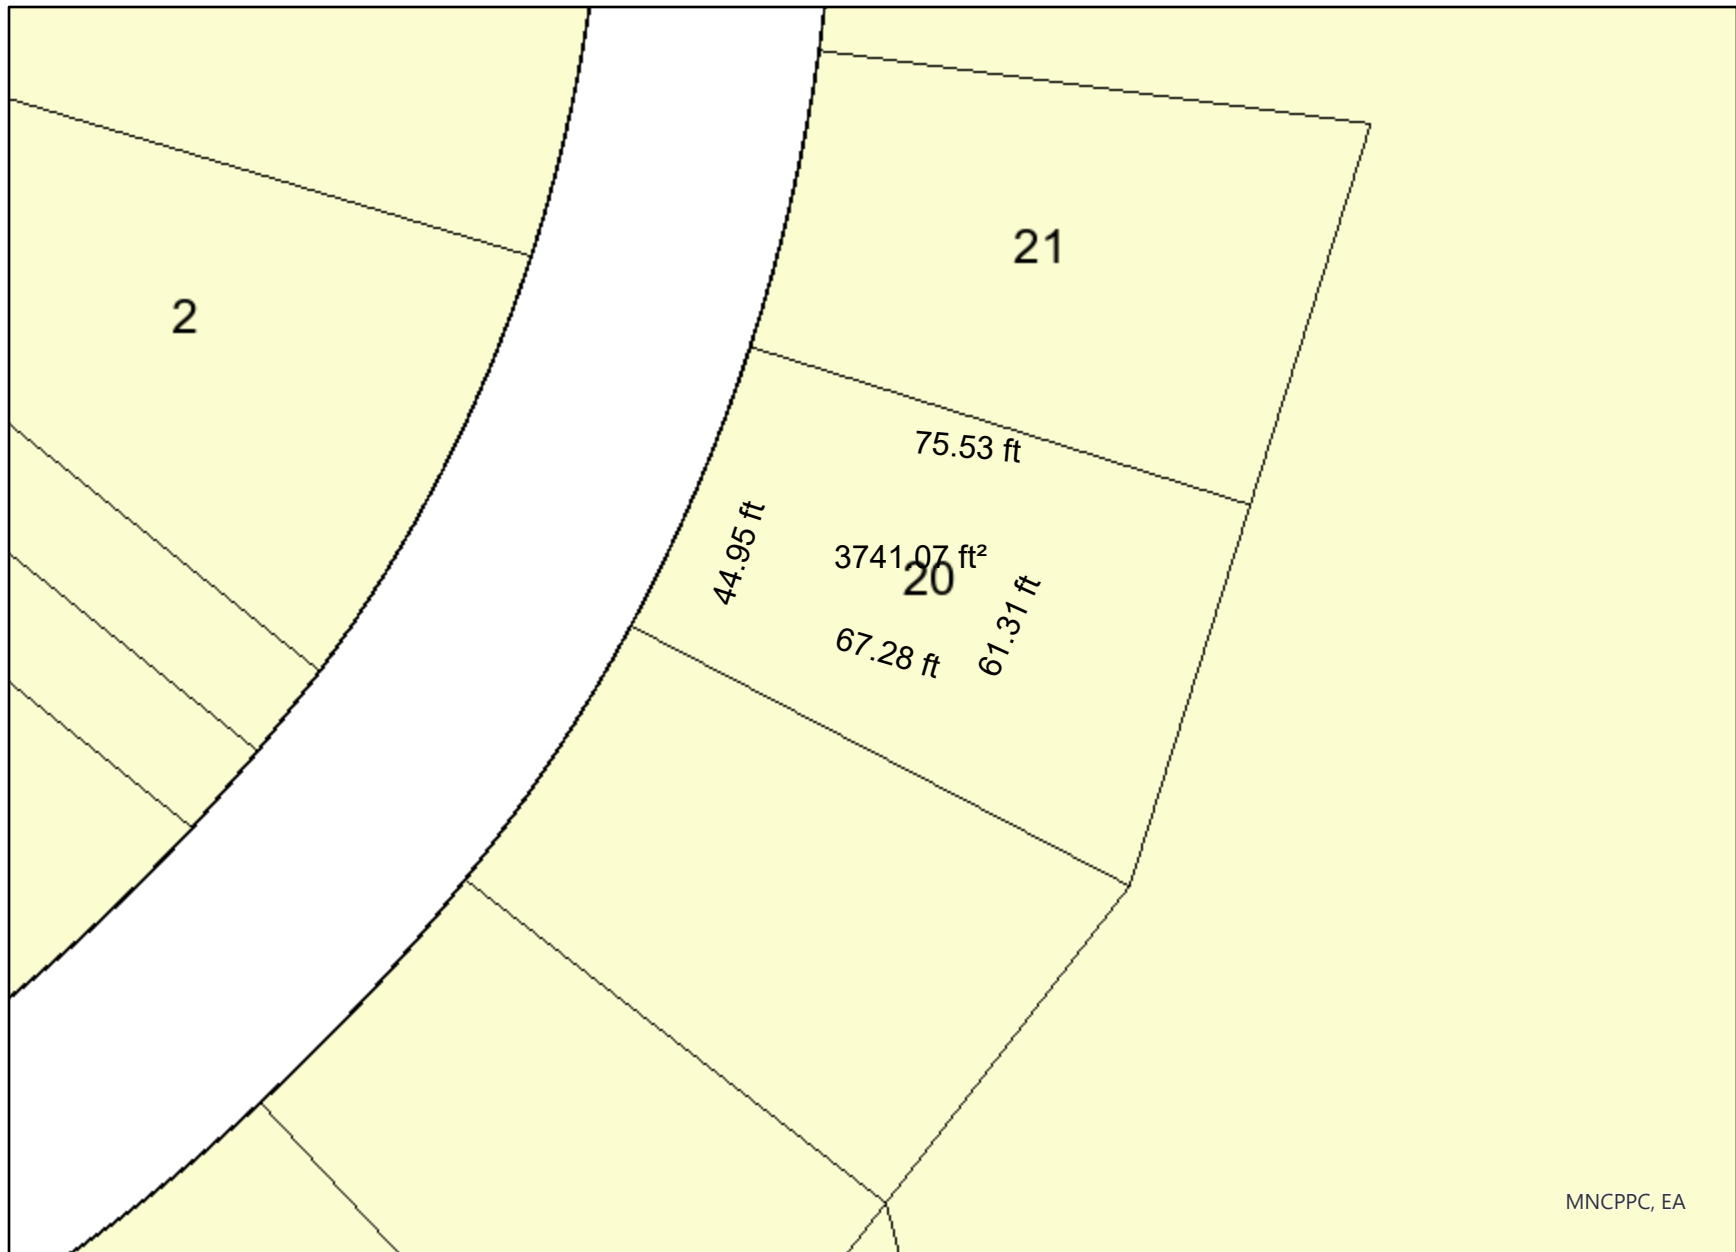 21
2
75.53 ft
44.95 ft
3741.07 ft²
20
61.31 ft
67.28 ft
MNCPPC, EA